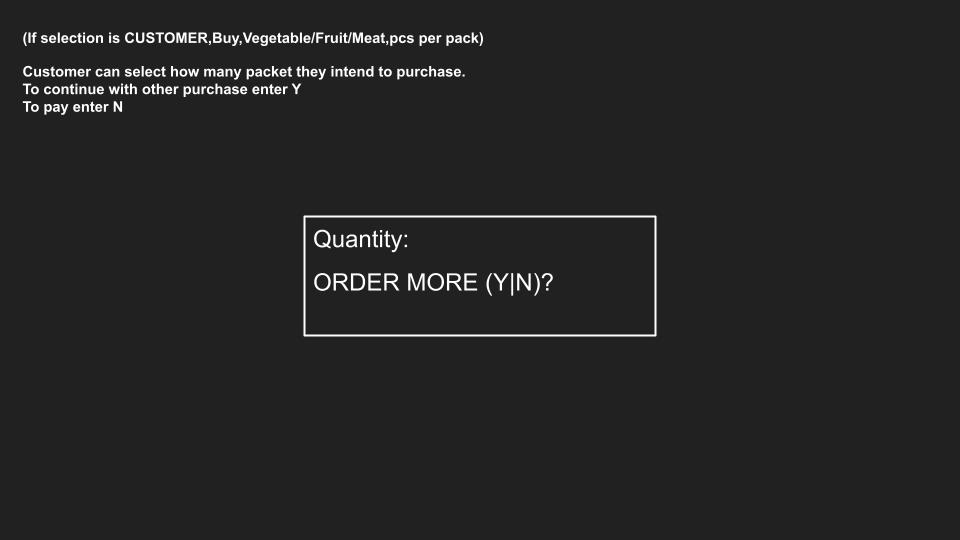 (If selection is CUSTOMER,Buy,Vegetable/Fruit/Meat,pcs per pack)
Customer can select how many packet they intend to purchase.
To continue with other purchase enter Y
To pay enter N
Quantity:
ORDER MORE (Y|N)?